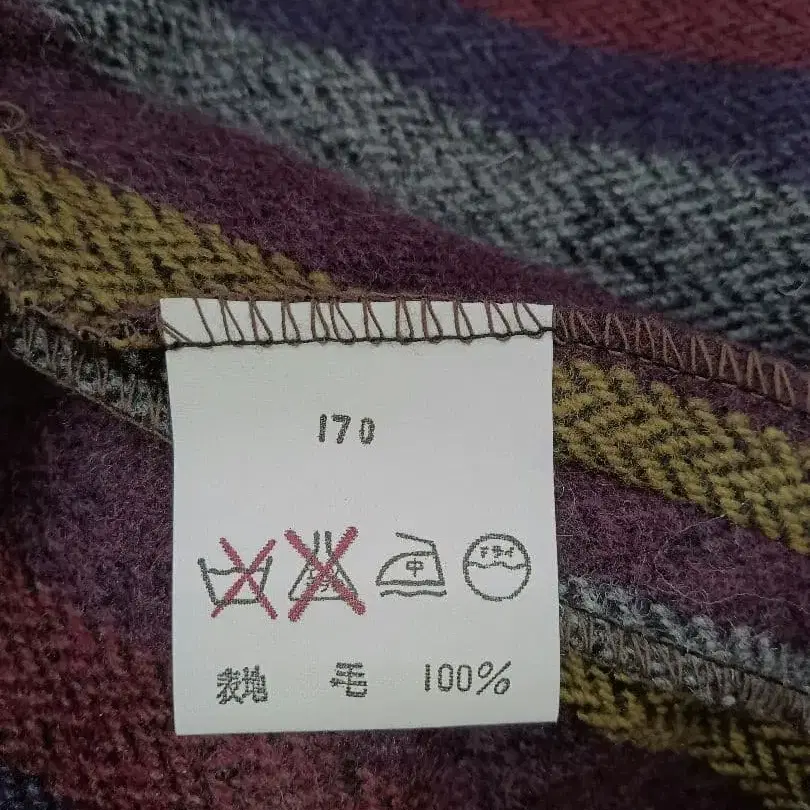 170
中 ドライ
表地 毛 100%